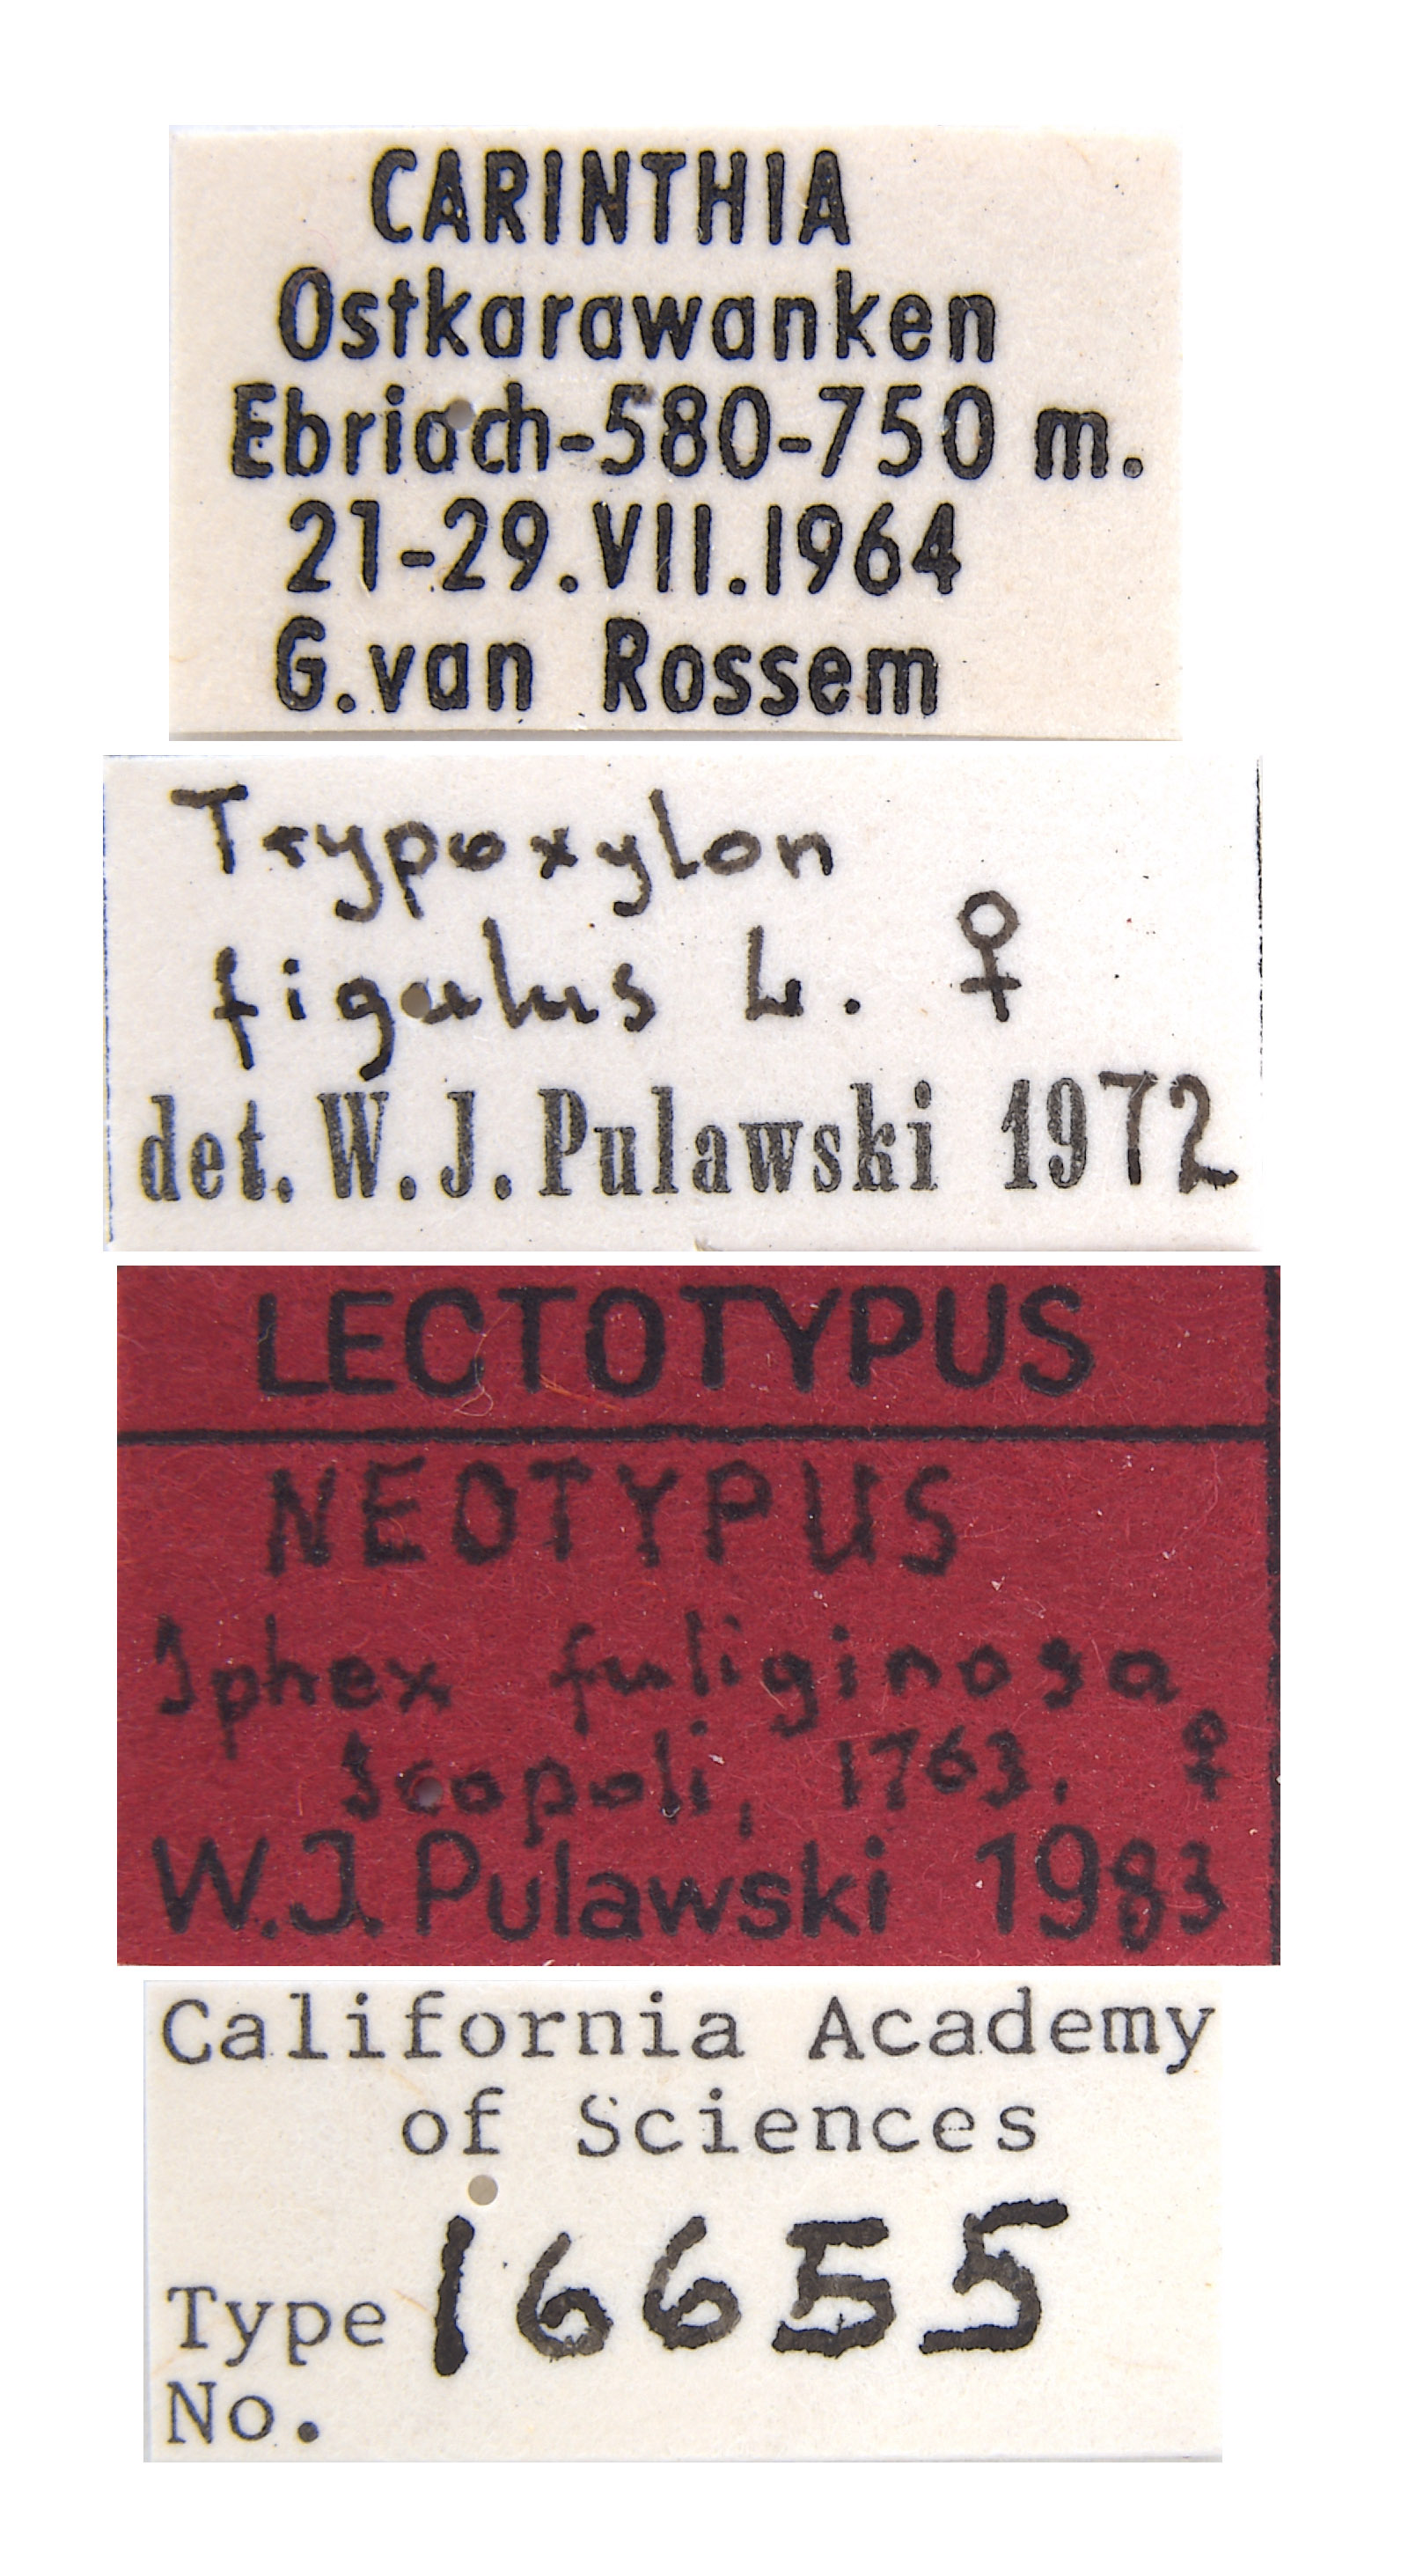 CARINTHIA
Ostkarawanken
Ebriach-580-750 m.
21-29.VII.1964
G.van Rossem
Trypoxylon
figulus L. ♀
det. W.J.Pulawski 1972
LECTOTYPUS
NEOTYPUS
Sphex fuliginosa
Scopoli, 1763. ♀
W.J.Pulawski 1983
California Academy
of Sciences
Type 16655
No.